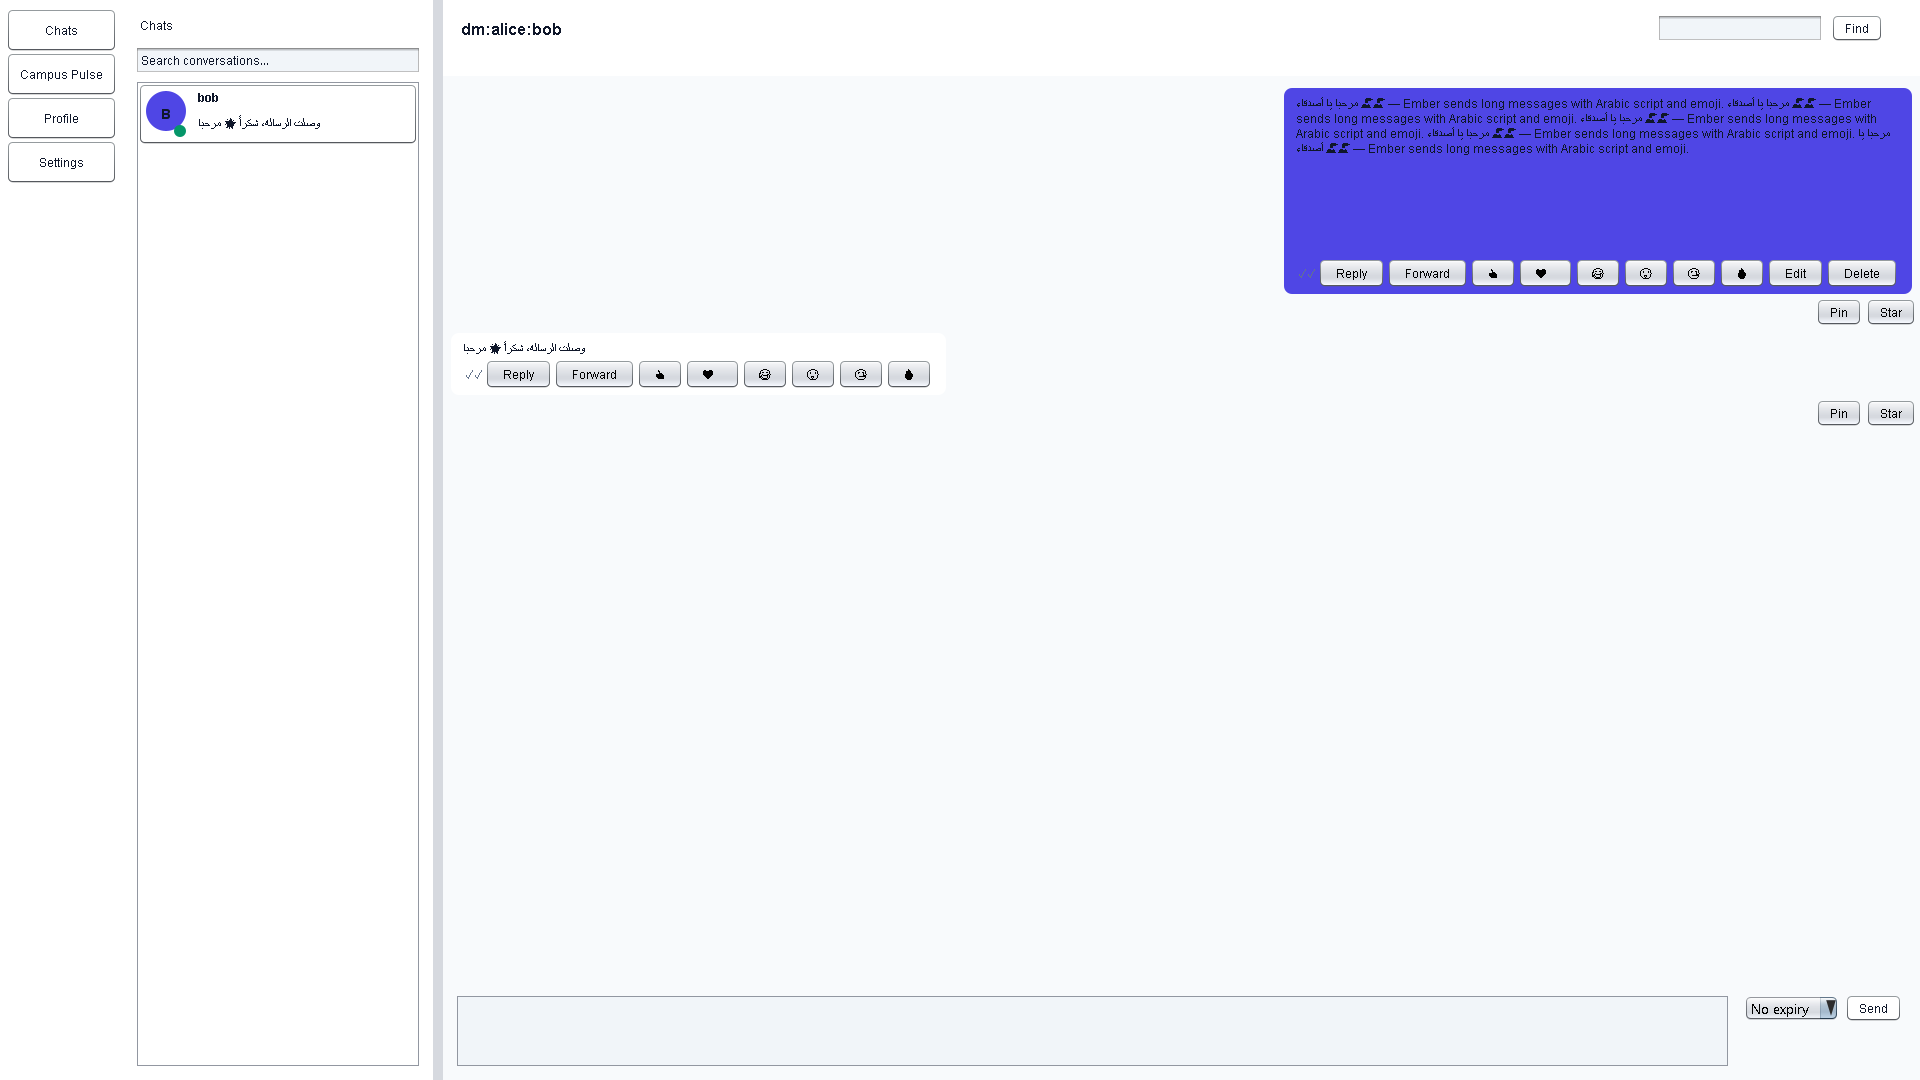 Chats
Campus Pulse
Profile
Settings
Chats
Search conversations...
B
bob
وصلت الرسالة، شكراً 🌟 مرحبا
dm:alice:bob
Find
مرحبا يا أصدقاء — Ember sends long messages with Arabic script and emoji. مرحبا يا أصدقاء — Ember
sends long messages with Arabic script and emoji. مرحبا يا أصدقاء — Ember sends long messages with
Arabic script and emoji. مرحبا يا أصدقاء — Ember sends long messages with Arabic script and emoji. مرحبا يا
أصدقاء — Ember sends long messages with Arabic script and emoji.
✓✓ Reply Forward Edit Delete
Pin Star
وصلت الرسالة، شكراً 🌟 مرحبا
✓✓ Reply Forward
Pin Star
No expiry Send